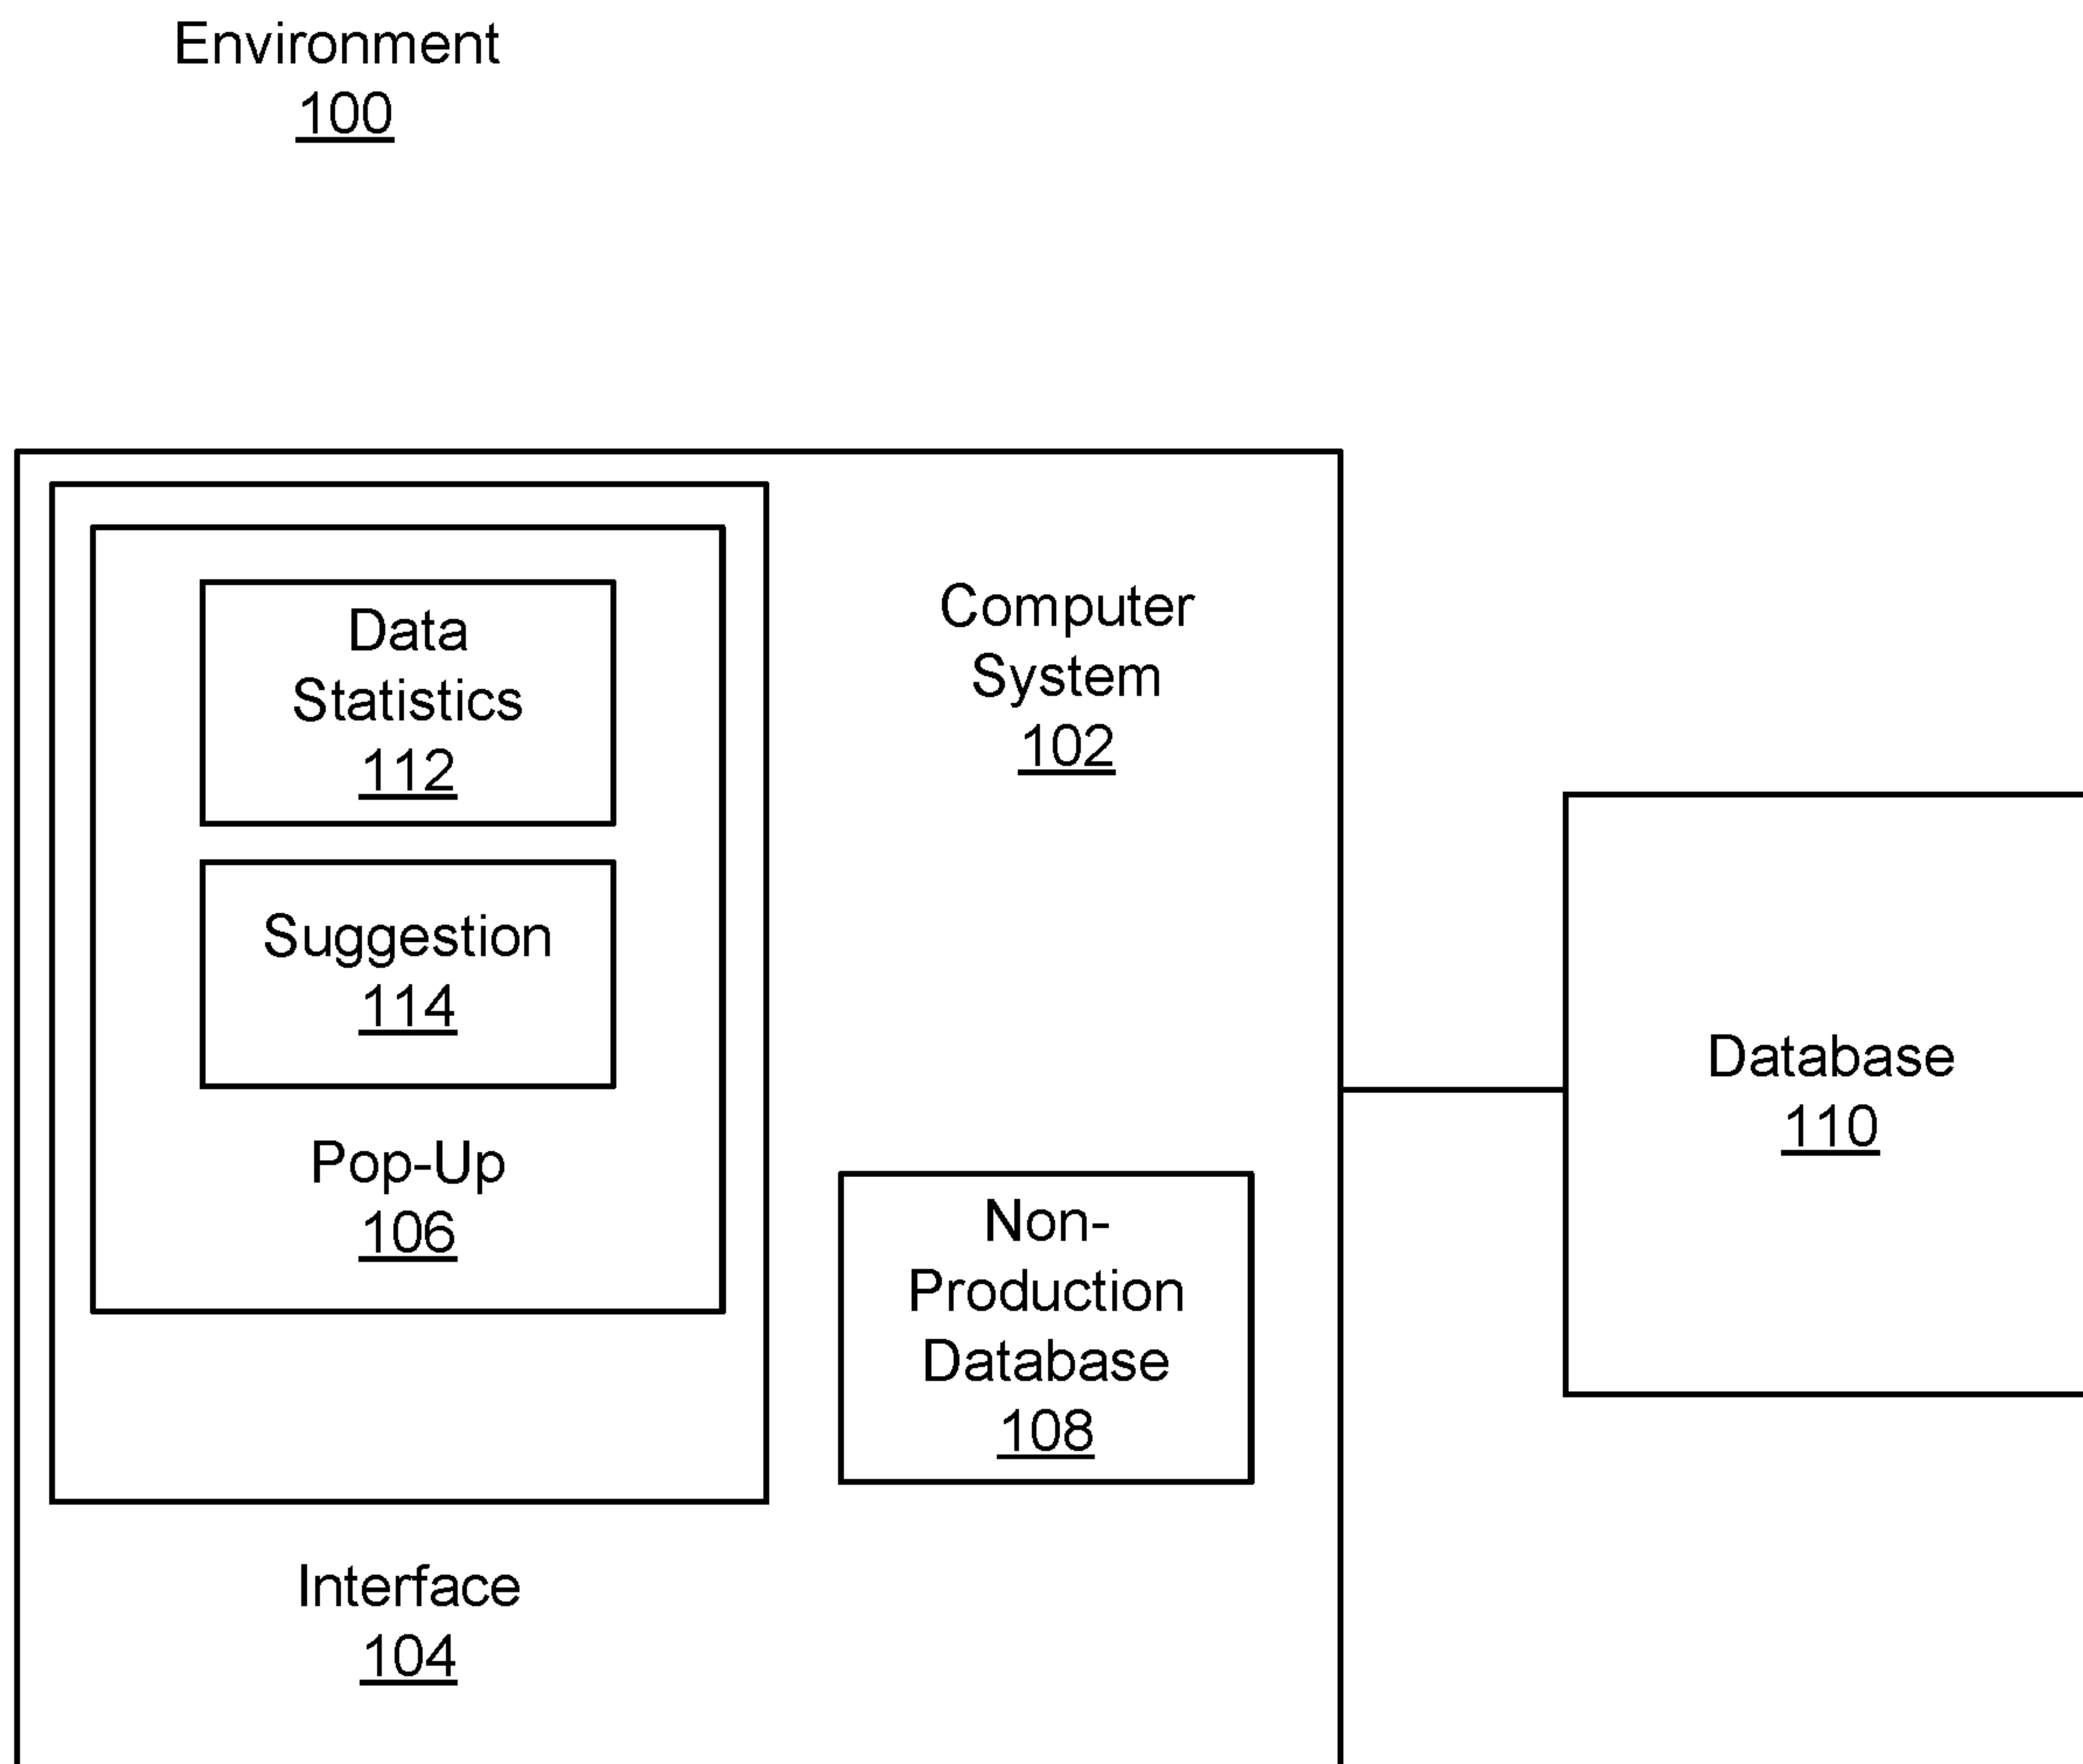 Environment
100
Data
Statistics
112
Suggestion
114
Pop-Up
106
Interface
104
Computer
System
102
Non-
Production
Database
108
Database
110